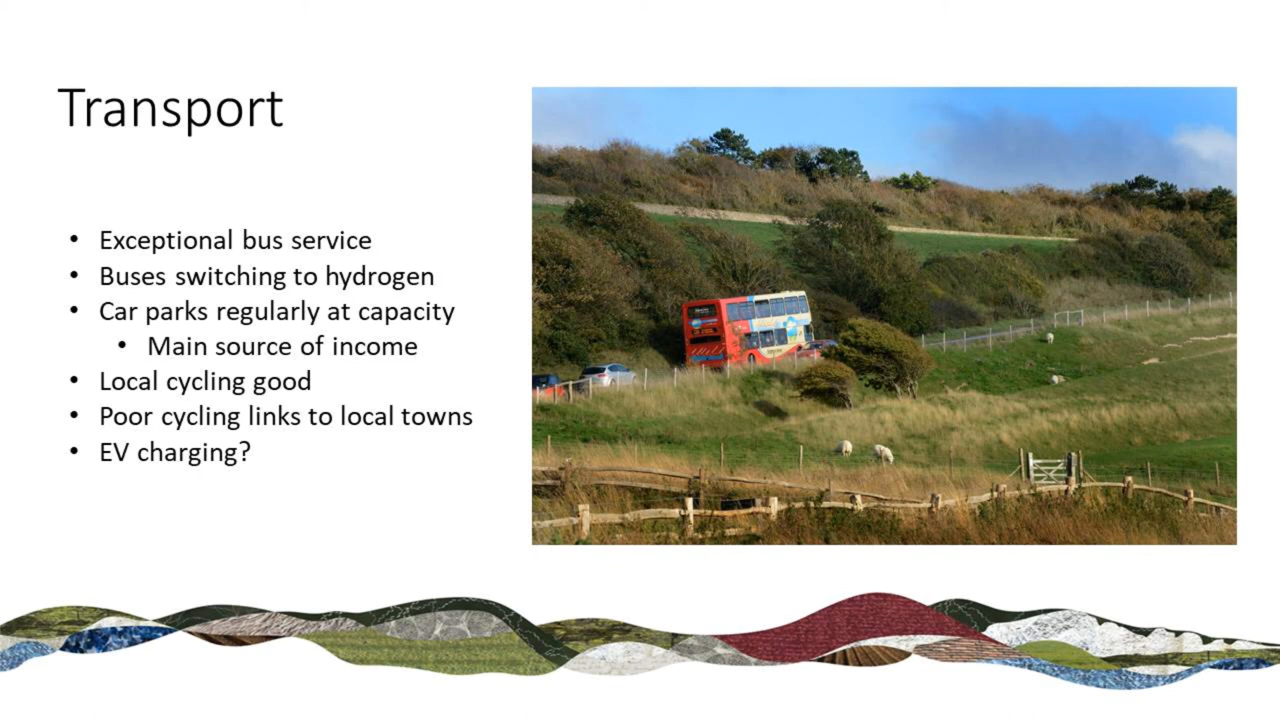 Transport
• Exceptional bus service
• Buses switching to hydrogen
• Car parks regularly at capacity
• Main source of income
• Local cycling good
• Poor cycling links to local towns
• EV charging?